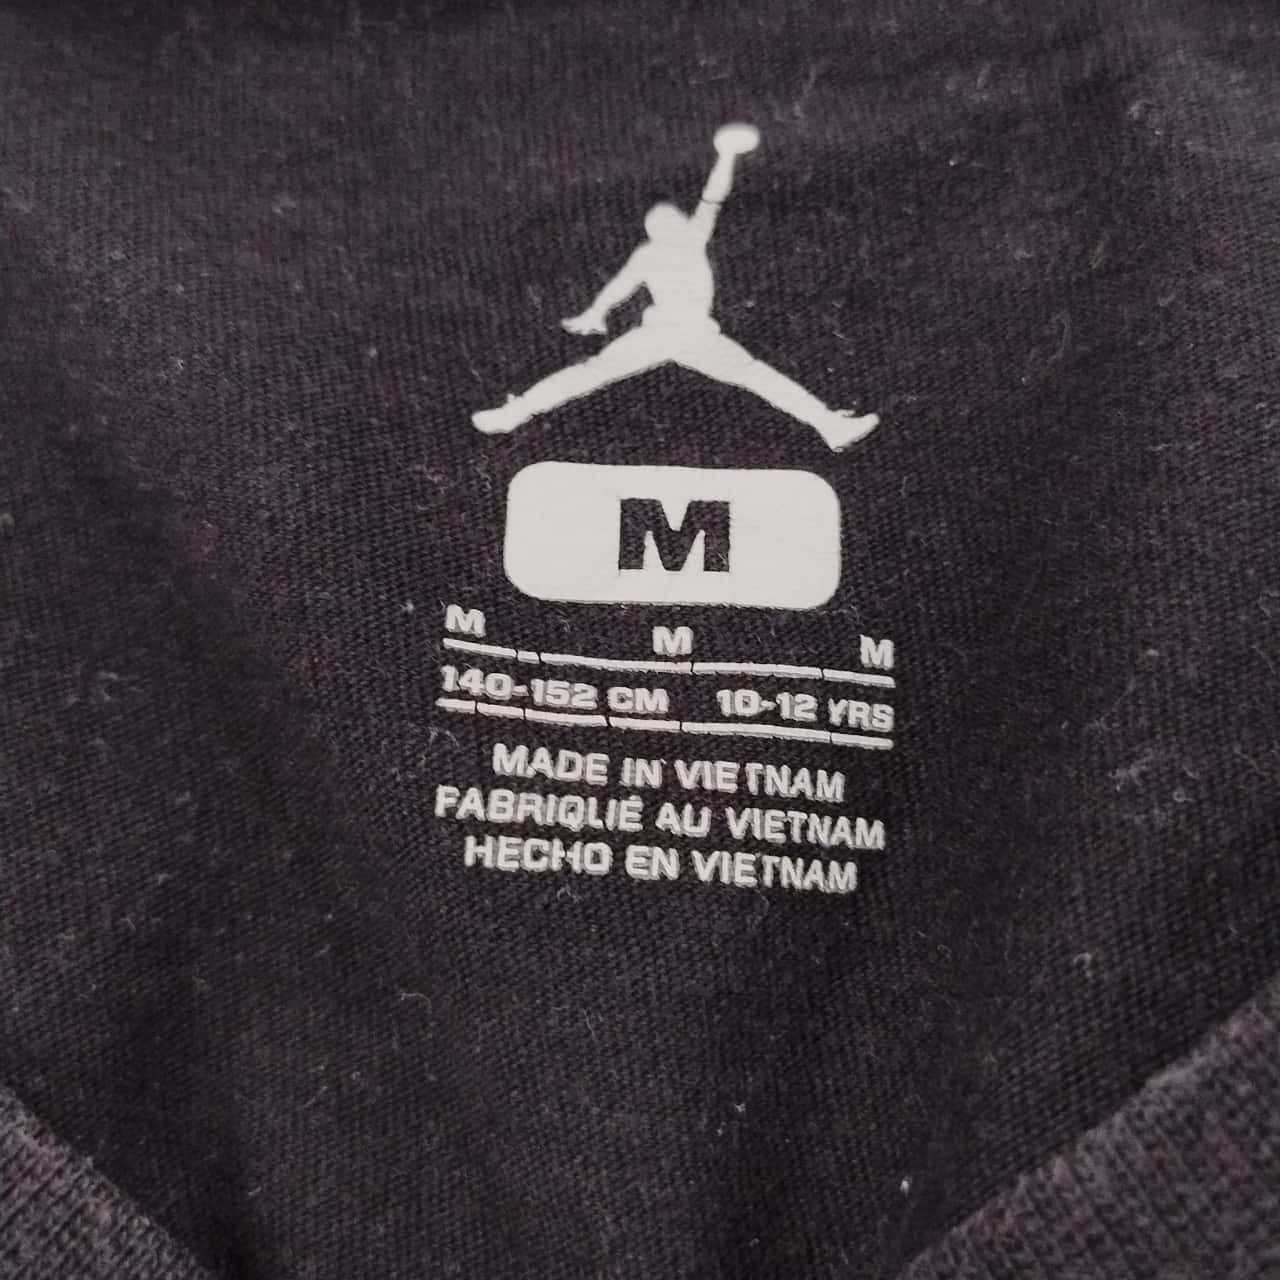 M
M M M
140-152 CM 10-12 YRS
MADE IN VIETNAM
FABRIQUÉ AU VIETNAM
HECHO EN VIETNAM